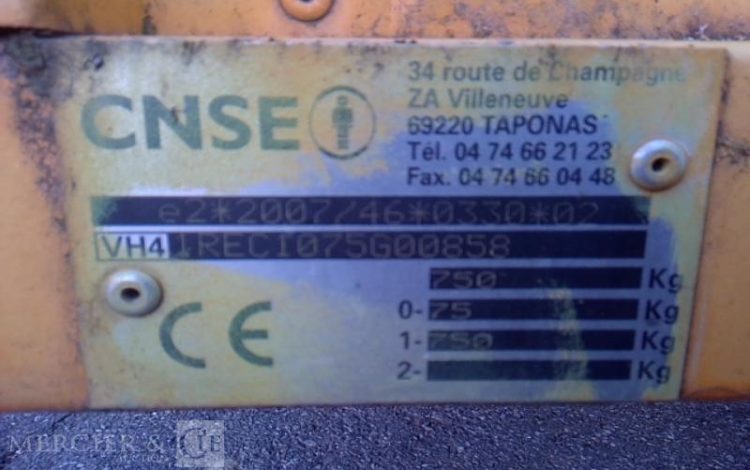 CNSE
34 route de Champagne
ZA Villeneuve
69220 TAPONAS
Tél. 04 74 66 21 23
Fax. 04 74 66 04 48
e2*2007/46*0330*02
VH4 1RECI075G00858
750 Kg
0- 75 Kg
1- 750 Kg
2- Kg
CE
MERCIER & CIE